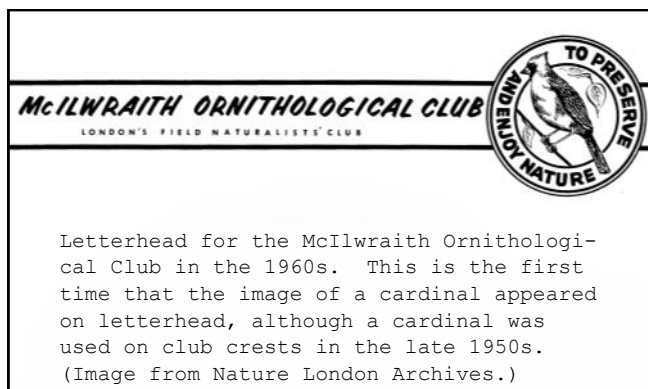 McILWRAITH ORNITHOLOGICAL CLUB
LONDON'S FIELD NATURALISTS' CLUB
TO PRESERVE
AND ENJOY NATURE
Letterhead for the McIlwraith Ornithologi-
cal Club in the 1960s.  This is the first
time that the image of a cardinal appeared
on letterhead, although a cardinal was
used on club crests in the late 1950s.
(Image from Nature London Archives.)